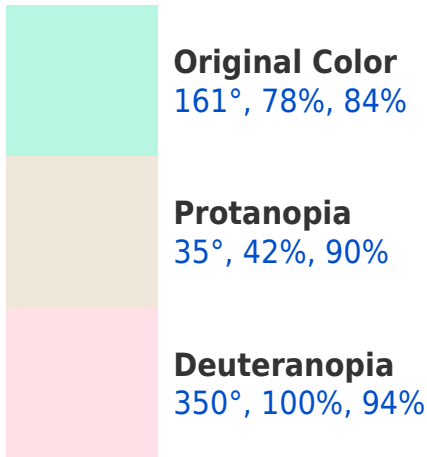 Original Color
161°, 78%, 84%
Protanopia
35°, 42%, 90%
Deuteranopia
350°, 100%, 94%